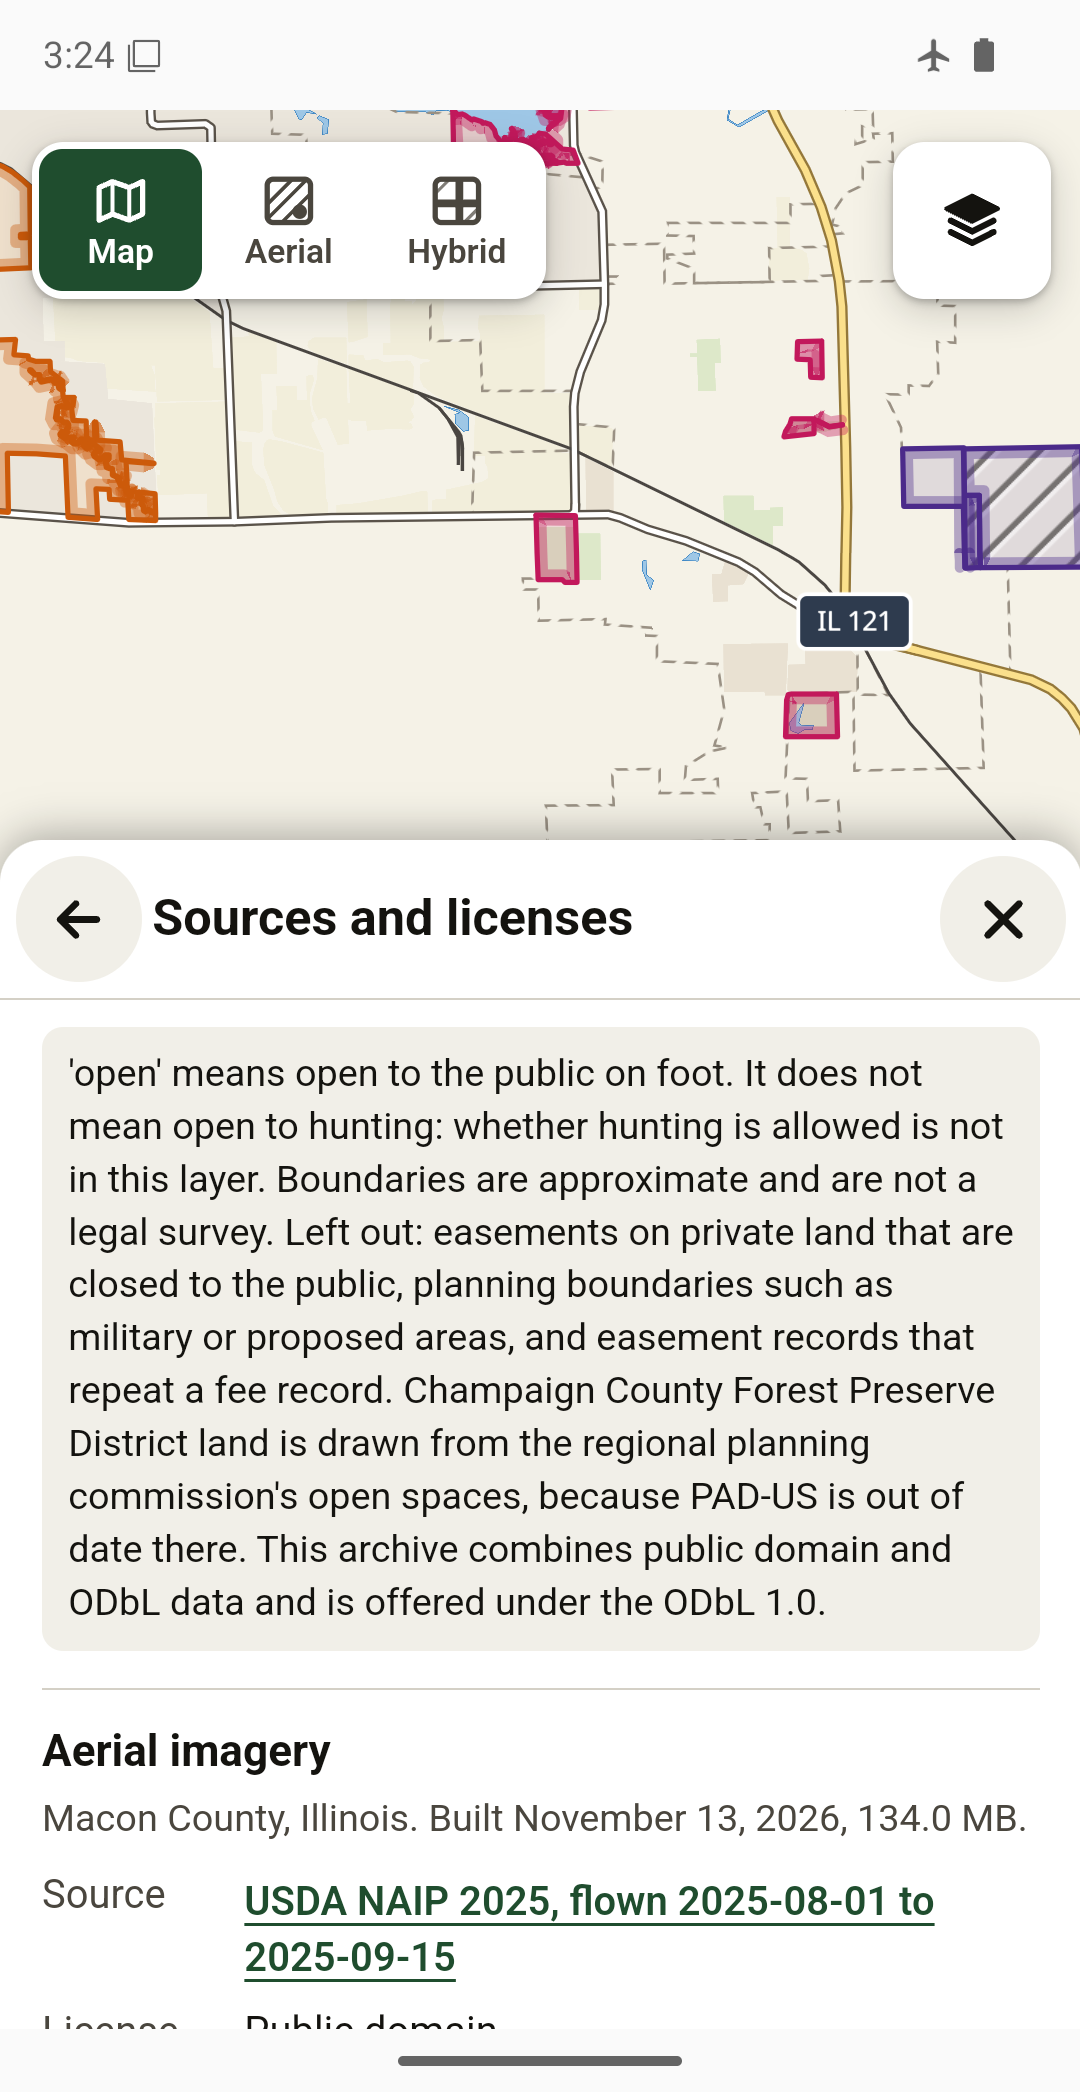 3:24
Map
Aerial
Hybrid
IL 121
Sources and licenses
'open' means open to the public on foot. It does not
mean open to hunting: whether hunting is allowed is not
in this layer. Boundaries are approximate and are not a
legal survey. Left out: easements on private land that are
closed to the public, planning boundaries such as
military or proposed areas, and easement records that
repeat a fee record. Champaign County Forest Preserve
District land is drawn from the regional planning
commission's open spaces, because PAD-US is out of
date there. This archive combines public domain and
ODbL data and is offered under the ODbL 1.0.
Aerial imagery
Macon County, Illinois. Built November 13, 2026, 134.0 MB.
Source
USDA NAIP 2025, flown 2025-08-01 to
2025-09-15
License
Public domain